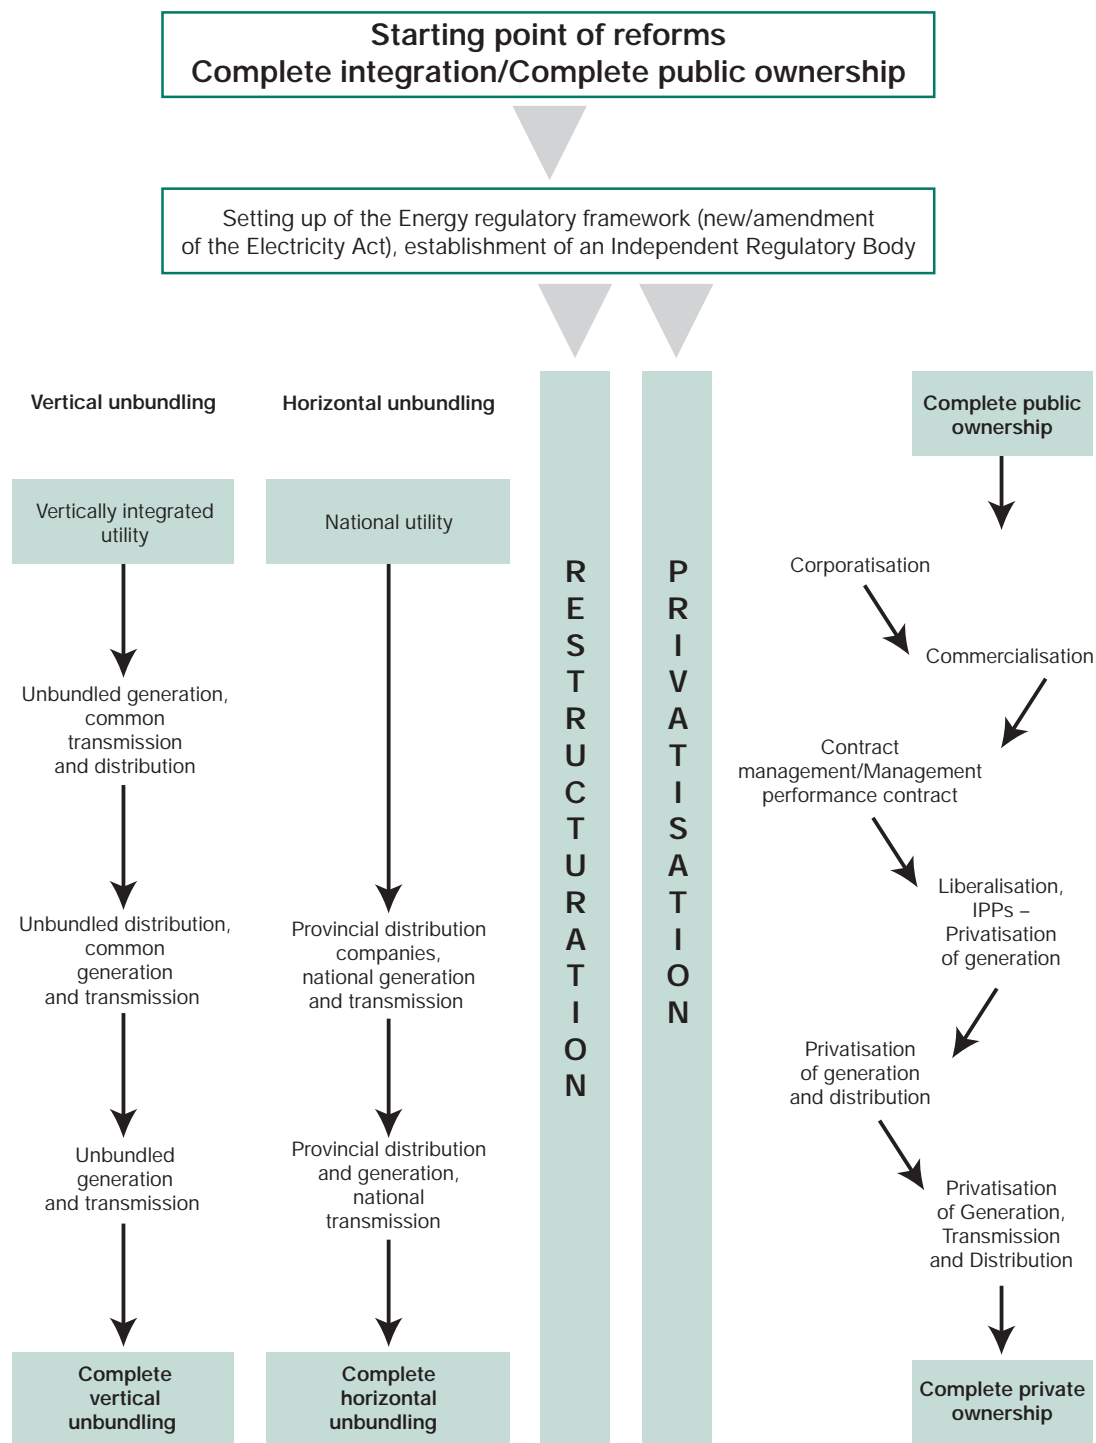 Starting point of reforms
Complete integration/Complete public ownership
Setting up of the Energy regulatory framework (new/amendment
of the Electricity Act), establishment of an Independent Regulatory Body
Vertical unbundling
Vertically integrated
utility
Unbundled generation,
common
transmission
and distribution
Unbundled distribution,
common
generation
and transmission
Unbundled
generation
and transmission
Complete
vertical
unbundling
Horizontal unbundling
National utility
Provincial distribution
companies,
national generation
and transmission
Provincial distribution
and generation,
national
transmission
Complete
horizontal
unbundling
RESTRUCTURATION
PRIVATISATION
Complete public
ownership
Corporatisation
Commercialisation
Contract
management/Management
performance contract
Liberalisation,
IPPs –
Privatisation
of generation
Privatisation
of generation
and distribution
Privatisation
of Generation,
Transmission
and Distribution
Complete private
ownership